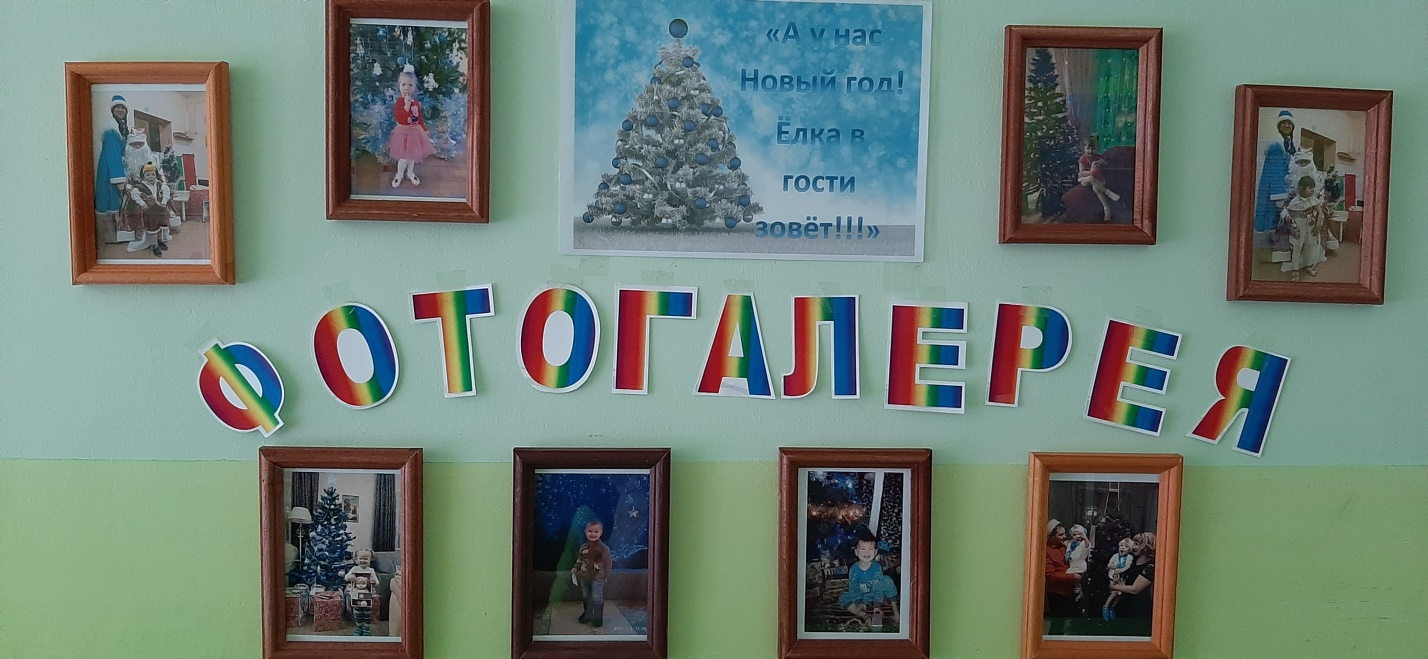 «А у нас
Новый год!
Ёлка в
гости
зовёт!!!»
ФОТОГАЛЕРЕЯ